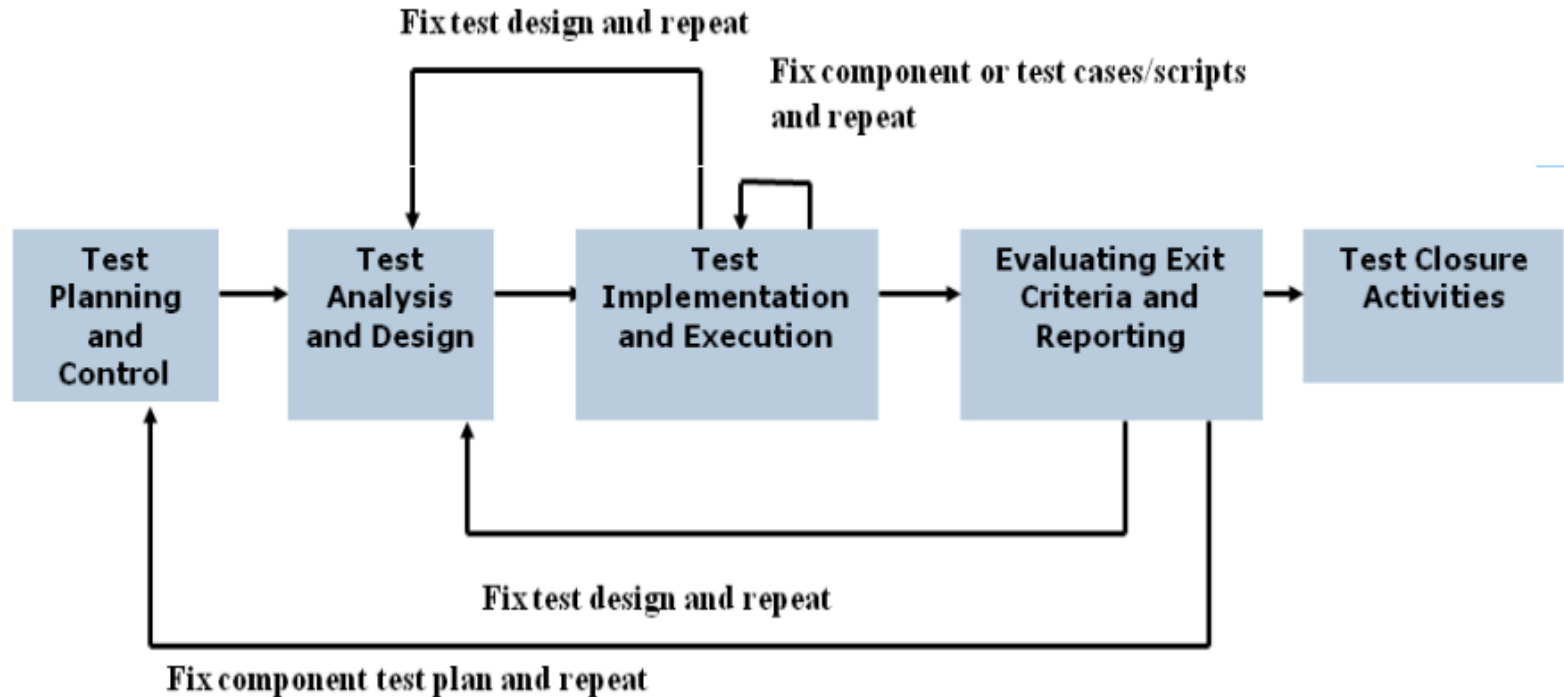 Fix test design and repeat
Fix component or test cases/scripts
and repeat
Test
Planning
and
Control
Test
Analysis
and Design
Test
Implementation
and Execution
Evaluating Exit
Criteria and
Reporting
Test Closure
Activities
Fix test design and repeat
Fix component test plan and repeat